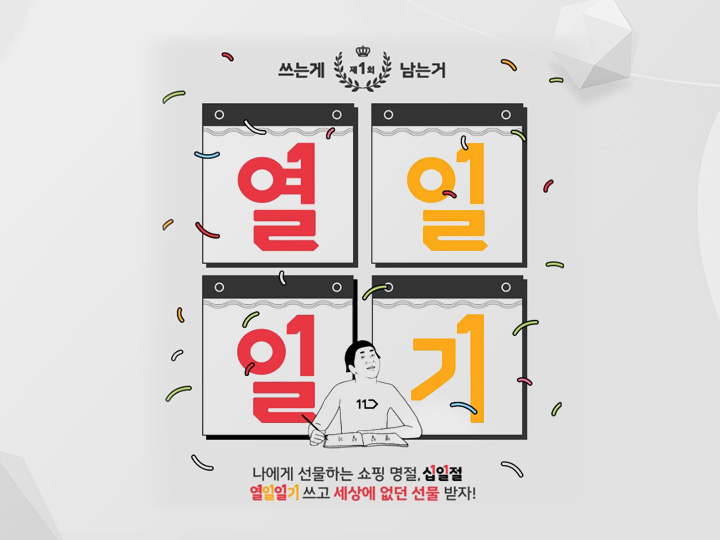 쓰는게 제1회 남는거
열 일
일 기
11
나에게 선물하는 쇼핑 명절, 십일절
열일일기 쓰고 세상에 없던 선물 받자!